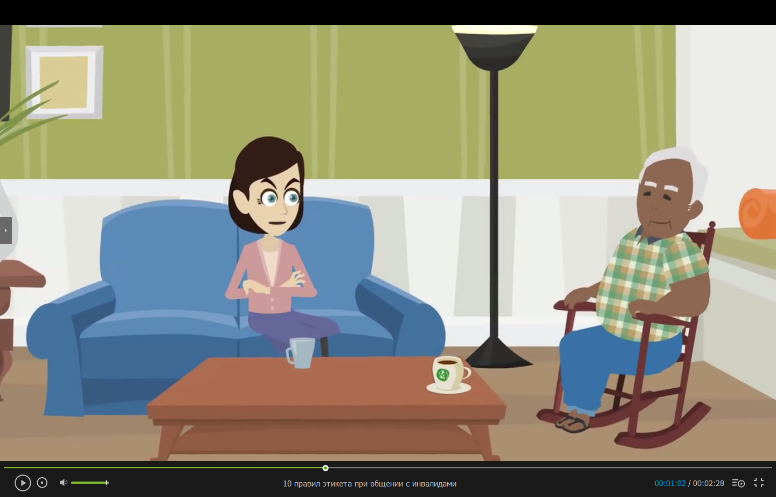 10 правил этикета при общении с инвалидами
00:01:02 / 00:02:28